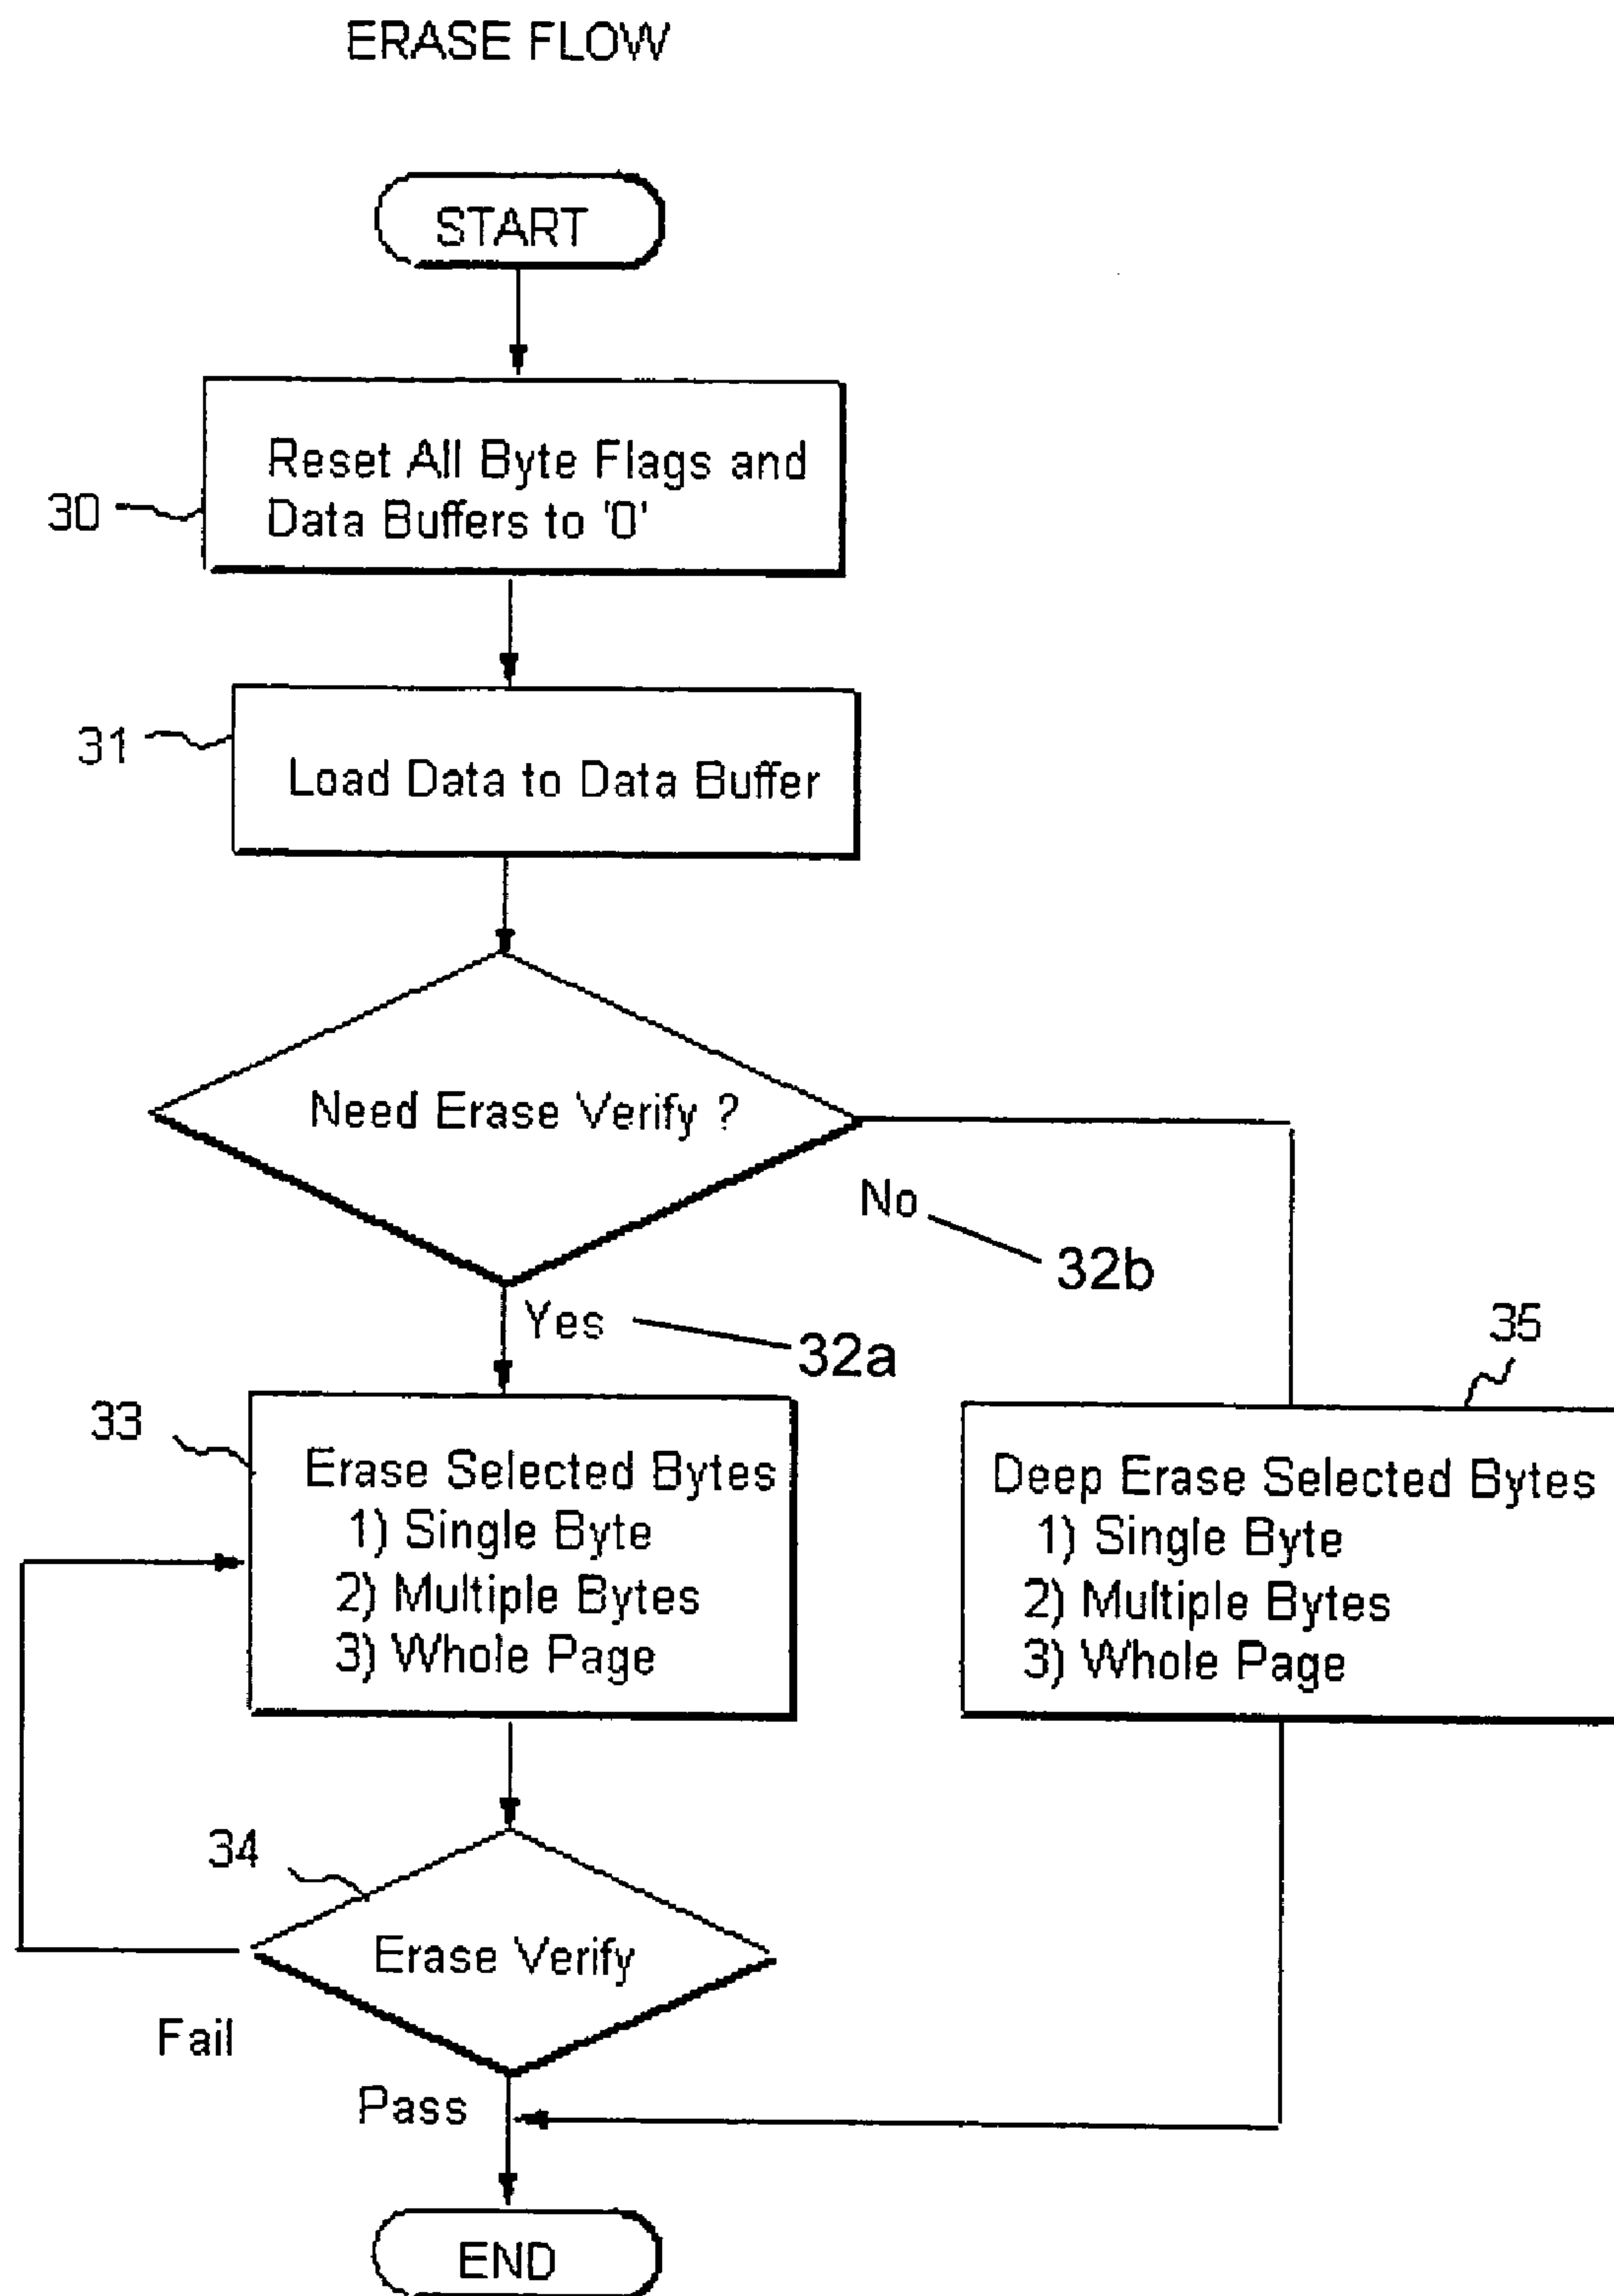 ERASE FLOW
START
Reset All Byte Flags and
Data Buffers to '0'
30
31
Load Data to Data Buffer
Need Erase Verify ?
No
32b
Yes
32a
35
33
Erase Selected Bytes
1) Single Byte
2) Multiple Bytes
3) Whole Page
Deep Erase Selected Bytes
1) Single Byte
2) Multiple Bytes
3) Whole Page
34
Erase Verify
Fail
Pass
END